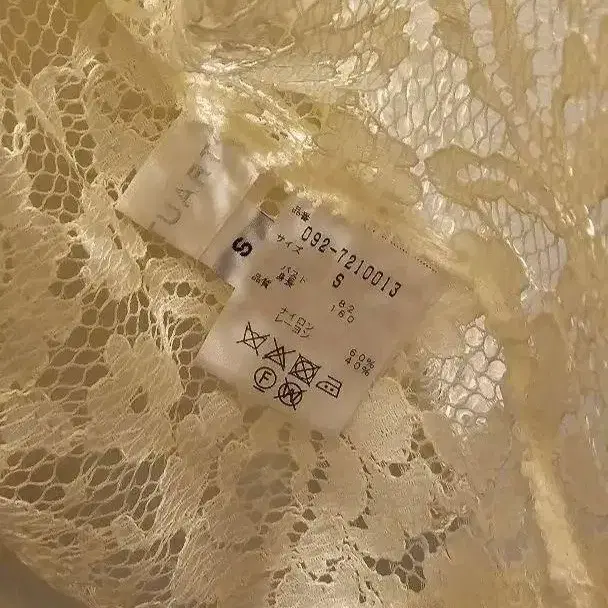 UART
S
品番
092-7210013
サイズ S
バスト 82
身長 160
品質
ナイロン 60%
レーヨン 40%
F
W